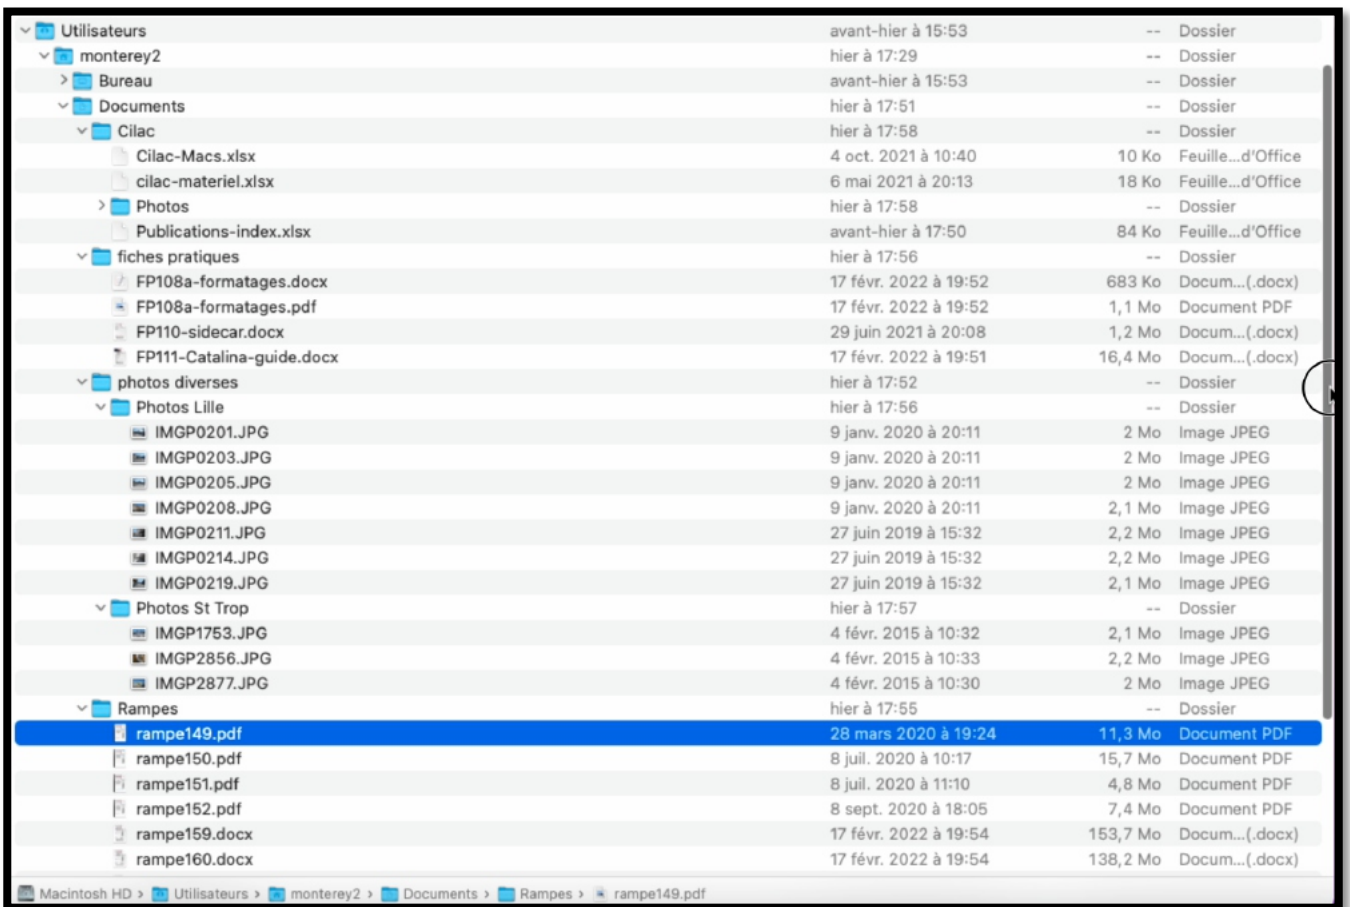 Utilisateurs avant-hier à 15:53 -- Dossier
monterey2 hier à 17:29 -- Dossier
Bureau avant-hier à 15:53 -- Dossier
Documents hier à 17:51 -- Dossier
Cilac hier à 17:58 -- Dossier
Cilac-Macs.xlsx 4 oct. 2021 à 10:40 10 Ko Feuille...d'Office
cilac-materiel.xlsx 6 mai 2021 à 20:13 18 Ko Feuille...d'Office
Photos hier à 17:58 -- Dossier
Publications-index.xlsx avant-hier à 17:50 84 Ko Feuille...d'Office
fiches pratiques hier à 17:56 -- Dossier
FP108a-formatages.docx 17 févr. 2022 à 19:52 683 Ko Docum...(.docx)
FP108a-formatages.pdf 17 févr. 2022 à 19:52 1,1 Mo Document PDF
FP110-sidecar.docx 29 juin 2021 à 20:08 1,2 Mo Docum...(.docx)
FP111-Catalina-guide.docx 17 févr. 2022 à 19:51 16,4 Mo Docum...(.docx)
photos diverses hier à 17:52 -- Dossier
Photos Lille hier à 17:56 -- Dossier
IMGP0201.JPG 9 janv. 2020 à 20:11 2 Mo Image JPEG
IMGP0203.JPG 9 janv. 2020 à 20:11 2 Mo Image JPEG
IMGP0205.JPG 9 janv. 2020 à 20:11 2 Mo Image JPEG
IMGP0208.JPG 9 janv. 2020 à 20:11 2,1 Mo Image JPEG
IMGP0211.JPG 27 juin 2019 à 15:32 2,2 Mo Image JPEG
IMGP0214.JPG 27 juin 2019 à 15:32 2,2 Mo Image JPEG
IMGP0219.JPG 27 juin 2019 à 15:32 2,1 Mo Image JPEG
Photos St Trop hier à 17:57 -- Dossier
IMGP1753.JPG 4 févr. 2015 à 10:32 2,1 Mo Image JPEG
IMGP2856.JPG 4 févr. 2015 à 10:33 2,2 Mo Image JPEG
IMGP2877.JPG 4 févr. 2015 à 10:30 2 Mo Image JPEG
Rampes hier à 17:55 -- Dossier
rampe149.pdf 28 mars 2020 à 19:24 11,3 Mo Document PDF
rampe150.pdf 8 juil. 2020 à 10:17 15,7 Mo Document PDF
rampe151.pdf 8 juil. 2020 à 11:10 4,8 Mo Document PDF
rampe152.pdf 8 sept. 2020 à 18:05 7,4 Mo Document PDF
rampe159.docx 17 févr. 2022 à 19:54 153,7 Mo Docum...(.docx)
rampe160.docx 17 févr. 2022 à 19:54 138,2 Mo Docum...(.docx)
Macintosh HD › Utilisateurs › monterey2 › Documents › Rampes › rampe149.pdf